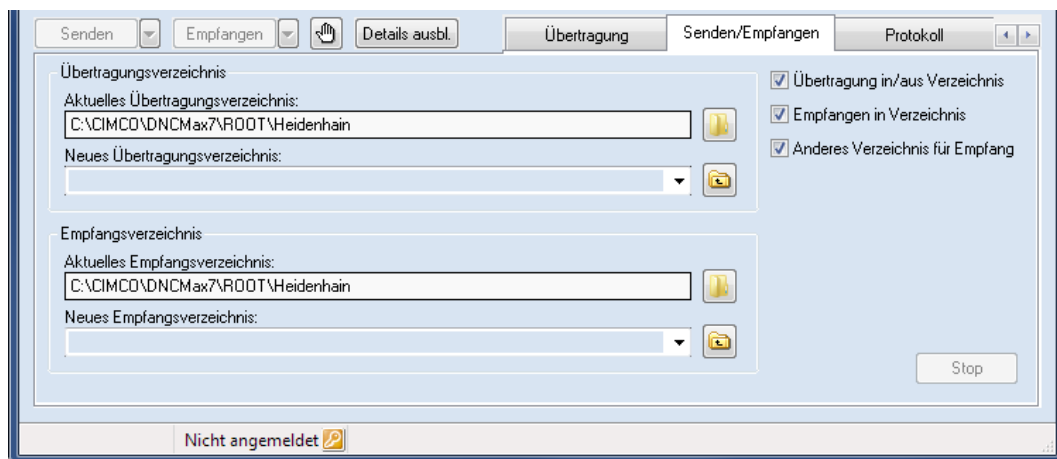 Senden Empfangen Details ausbl. Übertragung Senden/Empfangen Protokoll
Übertragungsverzeichnis
Aktuelles Übertragungsverzeichnis:
C:\CIMCO\DNCMax7\ROOT\Heidenhain
Neues Übertragungsverzeichnis:
Übertragung in/aus Verzeichnis
Empfangen in Verzeichnis
Anderes Verzeichnis für Empfang
Empfangsverzeichnis
Aktuelles Empfangsverzeichnis:
C:\CIMCO\DNCMax7\ROOT\Heidenhain
Neues Empfangsverzeichnis:
Stop
Nicht angemeldet